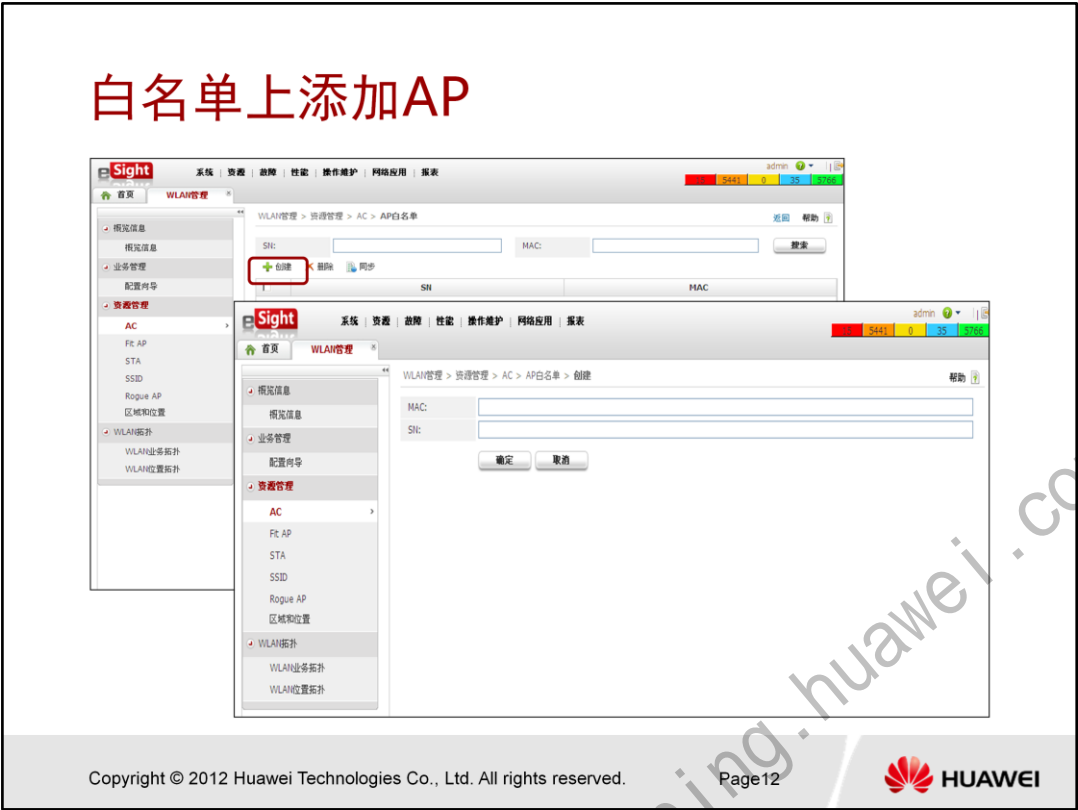 白名单上添加AP
eSight
系统 | 资源 | 故障 | 性能 | 操作维护 | 网络应用 | 报表
admin
5441 0 35 5766
首页 WLAN管理
WLAN管理 > 资源管理 > AC > AP白名单
返回 帮助
概览信息
概览信息
业务管理
配置向导
资源管理
AC
Fit AP
STA
SSID
Rogue AP
区域和位置
WLAN拓扑
WLAN业务拓扑
WLAN位置拓扑
SN: MAC: 搜索
创建 删除 同步
SN MAC
eSight
系统 | 资源 | 故障 | 性能 | 操作维护 | 网络应用 | 报表
admin
5441 0 35 5766
首页 WLAN管理
WLAN管理 > 资源管理 > AC > AP白名单 > 创建
帮助
概览信息
概览信息
业务管理
配置向导
资源管理
AC
Fit AP
STA
SSID
Rogue AP
区域和位置
WLAN拓扑
WLAN业务拓扑
WLAN位置拓扑
MAC:
SN:
确定 取消
Copyright © 2012 Huawei Technologies Co., Ltd. All rights reserved.
Page12
HUAWEI
ing.huawei.co